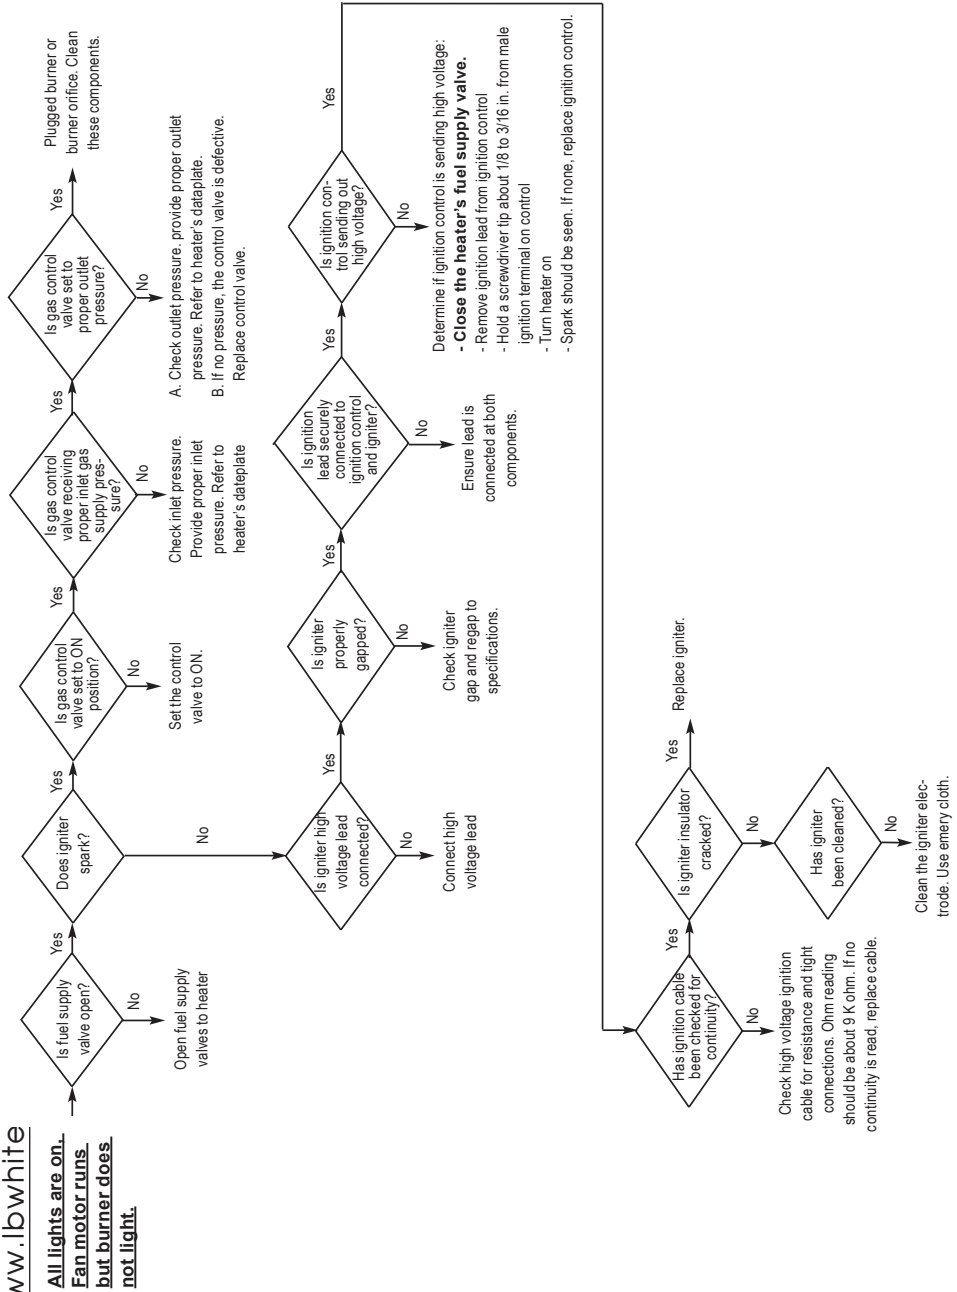 ww.lbwhite
All lights are on.
Fan motor runs
but burner does
not light.
Is fuel supply
valve open?
No
Open fuel supply
valves to heater
Yes
Does igniter
spark?
No
Yes
Is gas control
valve set to ON
position?
No
Set the control
valve to ON.
Yes
Is gas control
valve receiving
proper inlet gas
supply pres-
sure?
No
Check inlet pressure.
Provide proper inlet
pressure. Refer to
heater's dateplate
Yes
Is gas control
valve set to
proper outlet
pressure?
No
A. Check outlet pressure. provide proper outlet
pressure. Refer to heater's dataplate.
B. If no pressure, the control valve is defective.
Replace control valve.
Yes
Plugged burner or
burner orifice. Clean
these components.
Is igniter high
voltage lead
connected?
No
Connect high
voltage lead
Yes
Is igniter
properly
gapped?
No
Check igniter
gap and regap to
specifications.
Yes
Is ignition
lead securely
connected to
ignition control
and igniter?
No
Ensure lead is
connected at both
components.
Yes
Is ignition con-
trol sending out
high voltage?
No
Determine if ignition control is sending high voltage:
- Close the heater's fuel supply valve.
- Remove ignition lead from ignition control
- Hold a screwdriver tip about 1/8 to 3/16 in. from male
ignition terminal on control
- Turn heater on
- Spark should be seen. If none, replace ignition control.
Yes
Has ignition cable
been checked for
continuity?
No
Check high voltage ignition
cable for resistance and tight
connections. Ohm reading
should be about 9 K ohm. If no
continuity is read, replace cable.
Yes
Is igniter insulator
cracked?
Yes
Replace igniter.
No
Has igniter
been cleaned?
No
Clean the igniter elec-
trode. Use emery cloth.